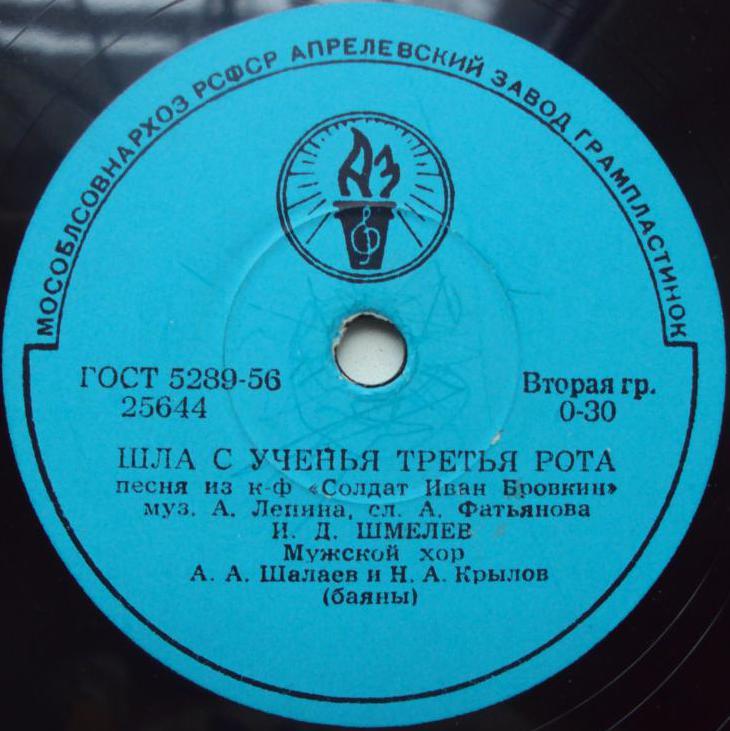 МОСОБЛСОВНАРХОЗ РСФСР АПРЕЛЕВСКИЙ ЗАВОД ГРАМПЛАСТИНОК
АЗ
ГОСТ 5289-56
25644
Вторая гр.
0-30
ШЛА С УЧЕНЬЯ ТРЕТЬЯ РОТА
песня из к-ф «Солдат Иван Бровкин»
муз. А. Лепина, сл. А. Фатьянова
И. Д. ШМЕЛЕВ
Мужской хор
А. А. Шалаев и Н. А. Крылов
(баяны)